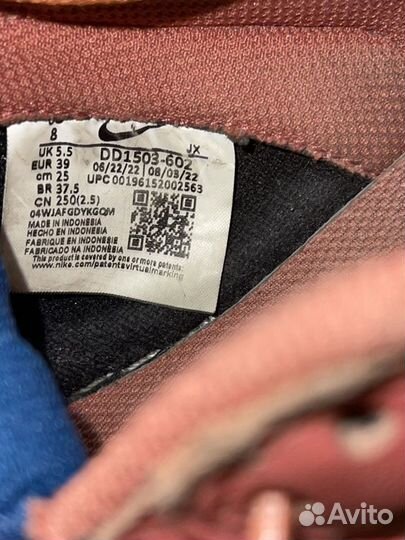 8
UK 5.5
EUR 39
cm 25
BR 37.5
CN 250(2.5)
JX
DD1503-602
06/22/22 08/03/22
UPC 00196152002563
04WJAFGDYKGQM
MADE IN INDONESIA
HECHO EN INDONESIA
FABRIQUE EN INDONESIE
FABRICADO NA INDONESIA
This product is covered by one or more
www.nike.com/patentsvirtualmarking
Avito